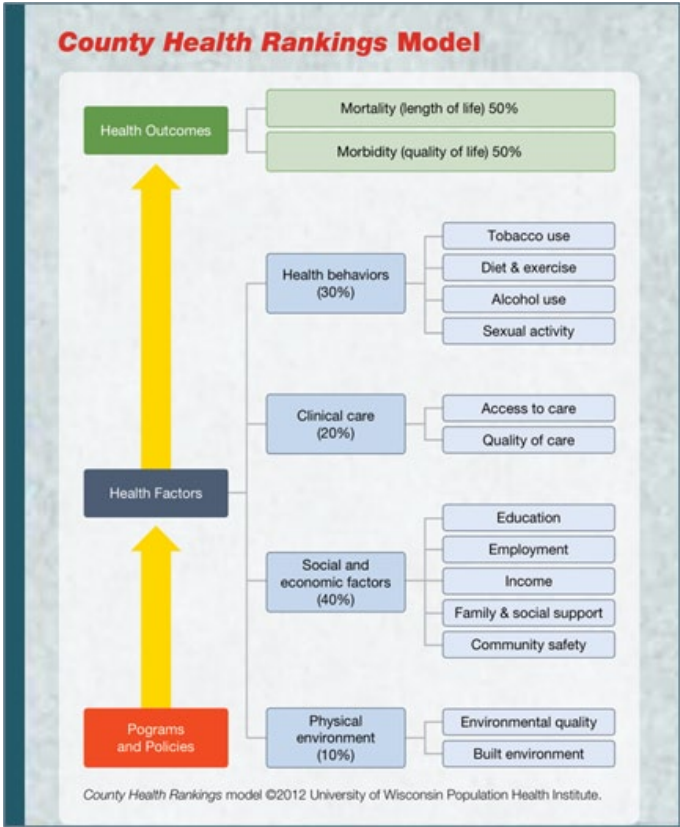 County Health Rankings Model
Health Outcomes
Mortality (length of life) 50%
Morbidity (quality of life) 50%
Health behaviors
(30%)
Tobacco use
Diet & exercise
Alcohol use
Sexual activity
Clinical care
(20%)
Access to care
Quality of care
Health Factors
Social and
economic factors
(40%)
Education
Employment
Income
Family & social support
Community safety
Pograms
and Policies
Physical
environment
(10%)
Environmental quality
Built environment
County Health Rankings model ©2012 University of Wisconsin Population Health Institute.